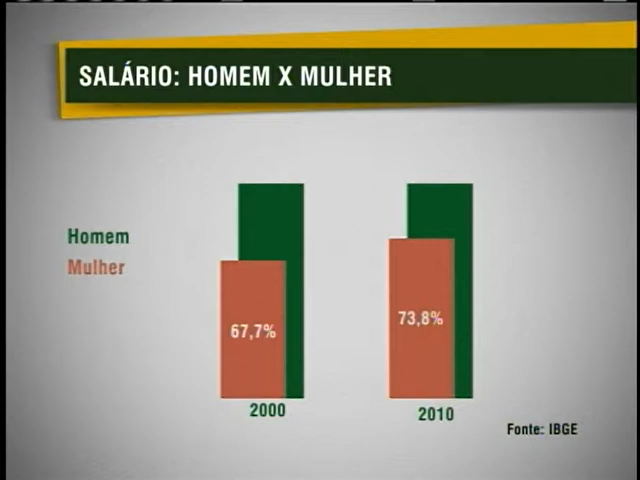 SALÁRIO: HOMEM X MULHER
Homem
Mulher
67,7%
73,8%
2000
2010
Fonte: IBGE